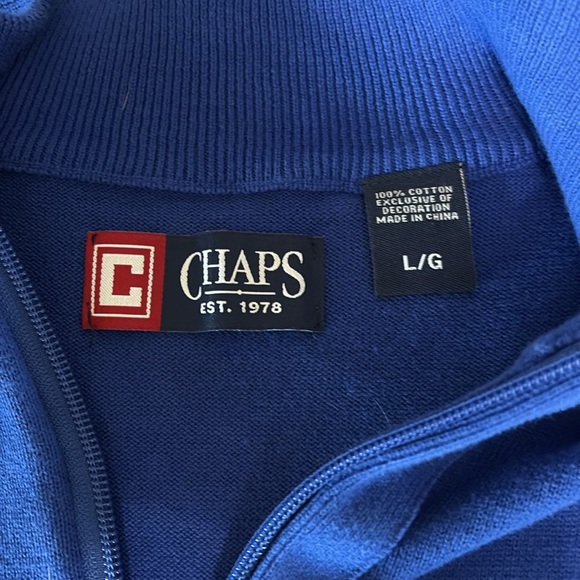 C
CHAPS
EST. 1978
100% COTTON
EXCLUSIVE OF
DECORATION
MADE IN CHINA
L/G